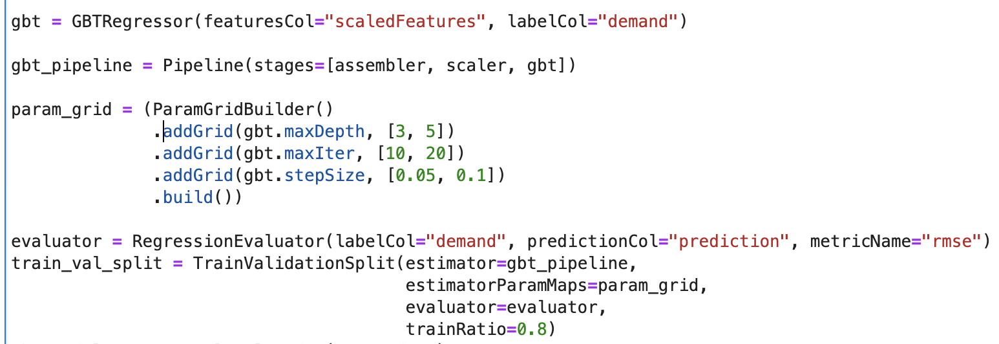 gbt = GBTRegressor(featuresCol="scaledFeatures", labelCol="demand")
gbt_pipeline = Pipeline(stages=[assembler, scaler, gbt])
param_grid = (ParamGridBuilder()
.addGrid(gbt.maxDepth, [3, 5])
.addGrid(gbt.maxIter, [10, 20])
.addGrid(gbt.stepSize, [0.05, 0.1])
.build())
evaluator = RegressionEvaluator(labelCol="demand", predictionCol="prediction", metricName="rmse")
train_val_split = TrainValidationSplit(estimator=gbt_pipeline,
estimatorParamMaps=param_grid,
evaluator=evaluator,
trainRatio=0.8)